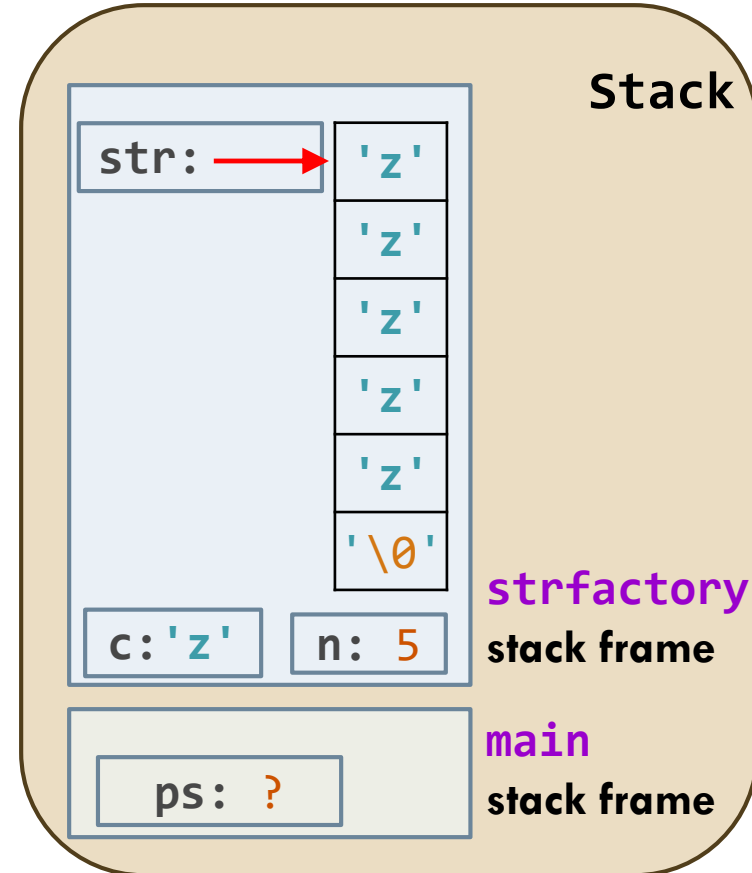 Stack
str:
'z'
'z'
'z'
'z'
'z'
'\0'
c:'z'
n: 5
strfactory
stack frame
ps: ?
main
stack frame